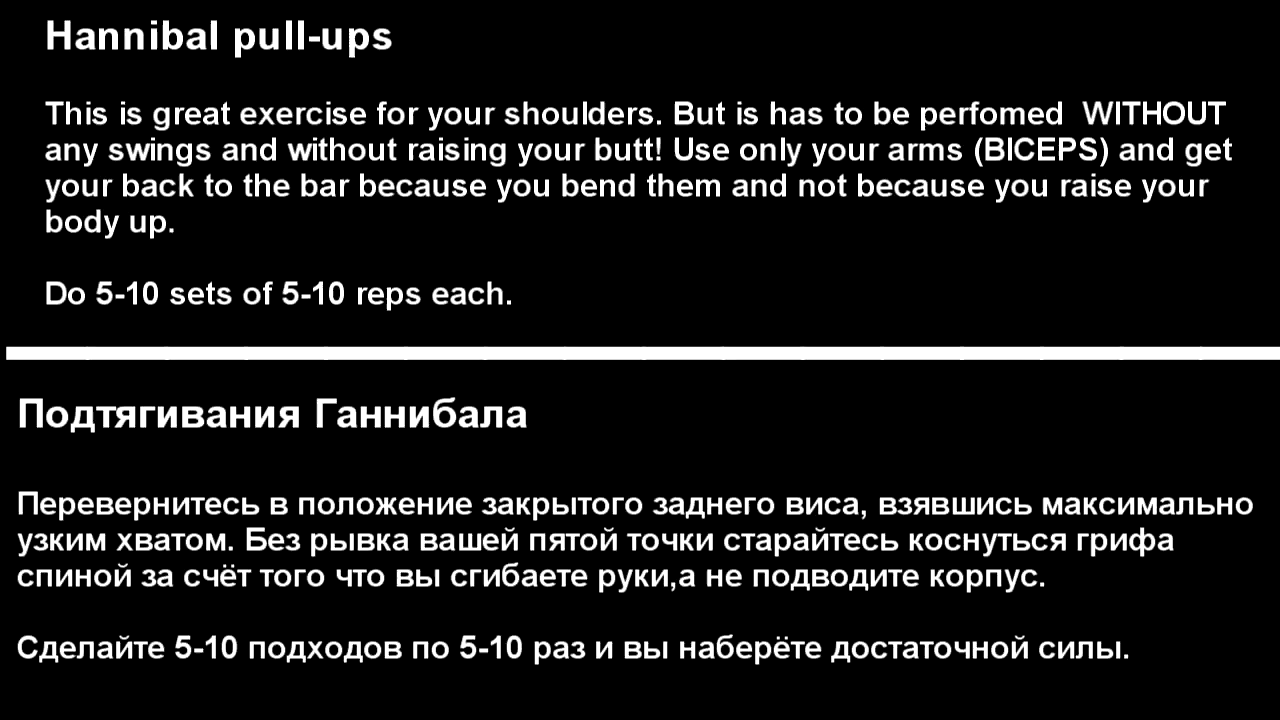 Hannibal pull-ups
This is great exercise for your shoulders. But is has to be perfomed  WITHOUT
any swings and without raising your butt! Use only your arms (BICEPS) and get
your back to the bar because you bend them and not because you raise your
body up.
Do 5-10 sets of 5-10 reps each.
Подтягивания Ганнибала
Перевернитесь в положение закрытого заднего виса, взявшись максимально
узким хватом. Без рывка вашей пятой точки старайтесь коснуться грифа
спиной за счёт того что вы сгибаете руки,а не подводите корпус.
Сделайте 5-10 подходов по 5-10 раз и вы наберёте достаточной силы.